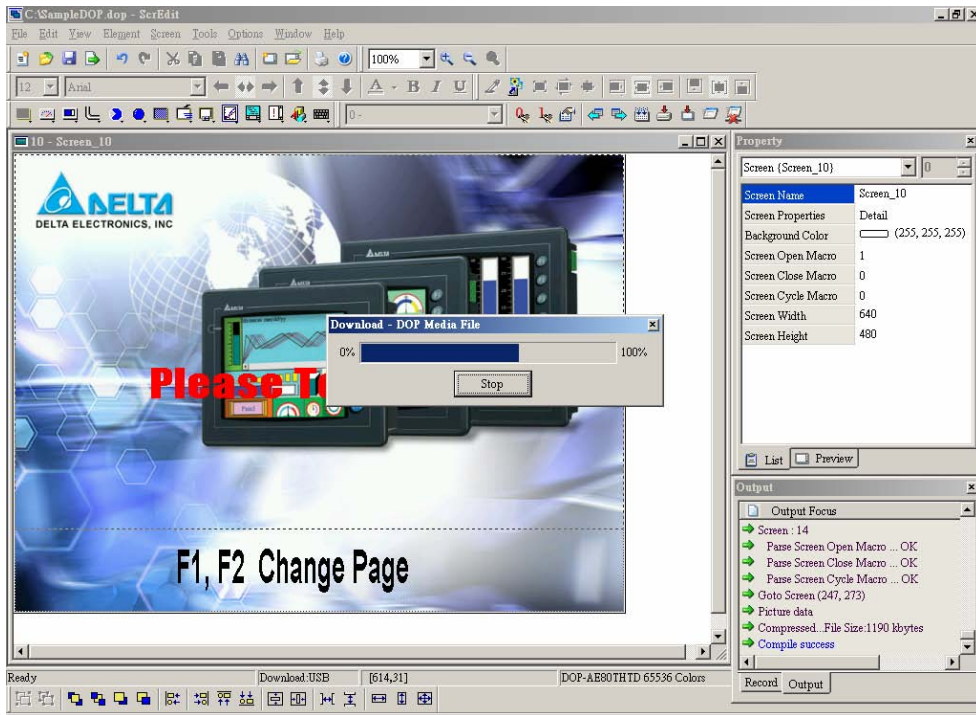 C:\SampleDOP.dop - ScrEdit
File Edit View Element Screen Tools Options Window Help
100%
12 Arial
A B I U
0 -
10 - Screen_10
DELTA
DELTA ELECTRONICS, INC
Please T
F1, F2 Change Page
Download - DOP Media File
0% 100%
Stop
Property
Screen {Screen_10} 0
Screen Name Screen_10
Screen Properties Detail
Background Color (255, 255, 255)
Screen Open Macro 1
Screen Close Macro 0
Screen Cycle Macro 0
Screen Width 640
Screen Height 480
List Preview
Output
Output Focus
Screen : 14
Parse Screen Open Macro ... OK
Parse Screen Close Macro ... OK
Parse Screen Cycle Macro ... OK
Goto Screen (247, 273)
Picture data
Compressed...File Size:1190 kbytes
Compile success
Record Output
Ready Download:USB [614,31] DOP-AE80THTD 65536 Colors